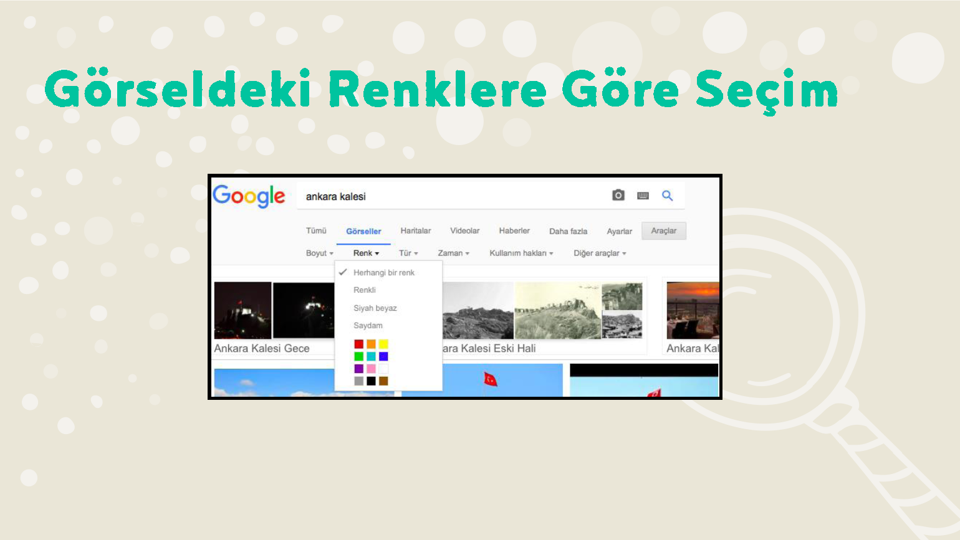 Görseldeki Renklere Göre Seçim
Google
ankara kalesi
Tümü Görseller Haritalar Videolar Haberler Daha fazla Ayarlar Araçlar
Boyut Renk Tür Zaman Kullanım hakları Diğer araçlar
Herhangi bir renk
Renkli
Siyah beyaz
Saydam
Ankara Kalesi Gece
ara Kalesi Eski Hali
Ankara Kal